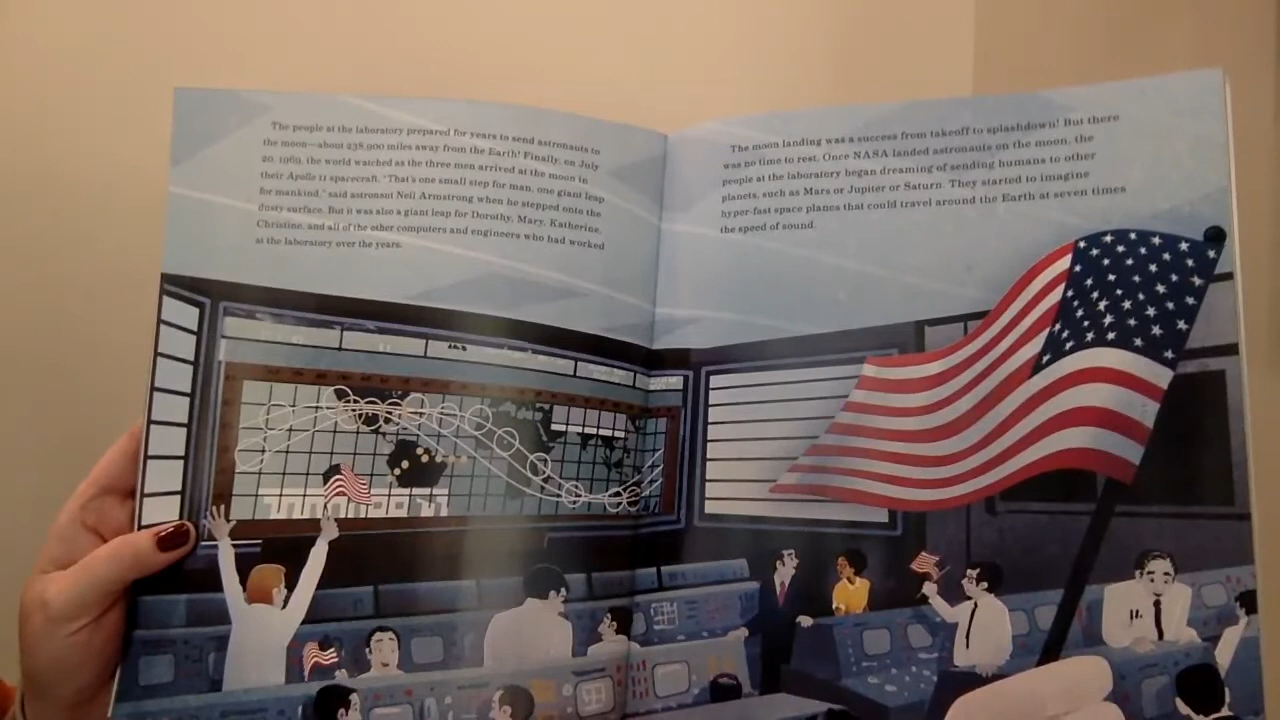 The people at the laboratory prepared for years to send astronauts to
the moon—about 238,900 miles away from the Earth! Finally, on July
20, 1969, the world watched as the three men arrived at the moon in
their Apollo 11 spacecraft. "That's one small step for man, one giant leap
for mankind," said astronaut Neil Armstrong when he stepped onto the
dusty surface. But it was also a giant leap for Dorothy, Mary, Katherine,
Christine, and all of the other computers and engineers who had worked
at the laboratory over the years.
The moon landing was a success from takeoff to splashdown! But there
was no time to rest. Once NASA landed astronauts on the moon, the
people at the laboratory began dreaming of sending humans to other
planets, such as Mars or Jupiter or Saturn. They started to imagine
hyper-fast space planes that could travel around the Earth at seven times
the speed of sound.